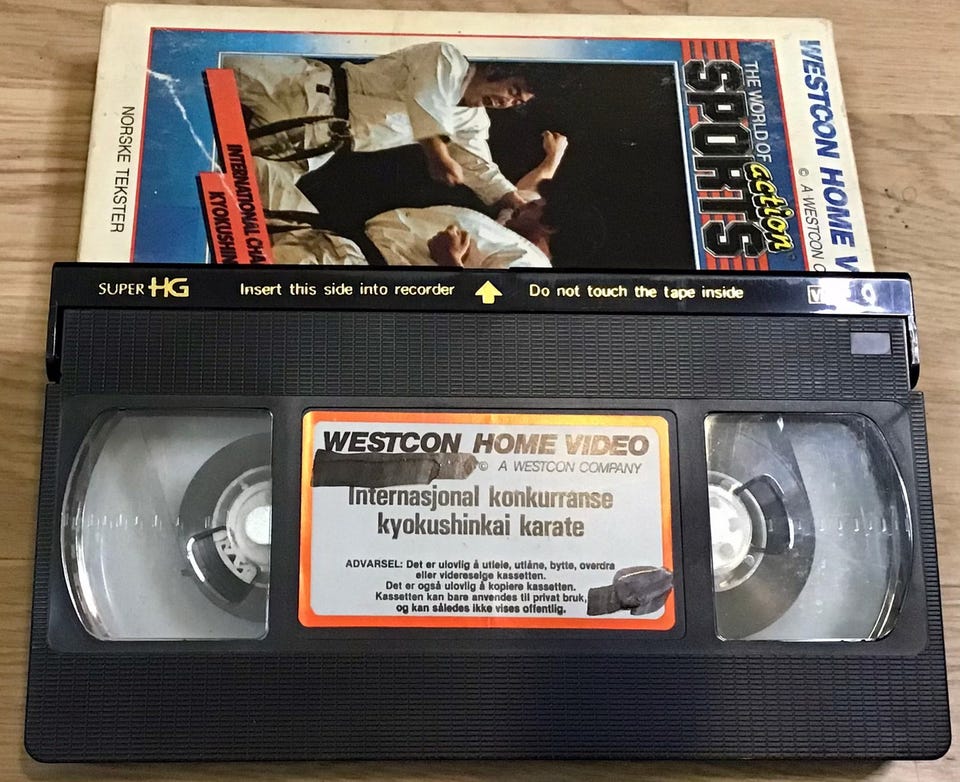 WESTCON HOME
© A WESTCON
THE WORLD OF
action
SPORTS
INTERNATIONAL
NORSKE TEKSTER
SUPER HG
Insert this side into recorder
Do not touch the tape inside
WESTCON HOME VIDEO
© A WESTCON COMPANY
Internasjonal konkurranse
kyokushinkai karate
ADVARSEL: Det er ulovlig å utleie, utlåne, bytte, overdra
eller videreselge kassetten.
Det er også ulovlig å kopiere kassetten.
Kassetten kan bare anvendes til privat bruk,
og kan således ikke vises offentlig.